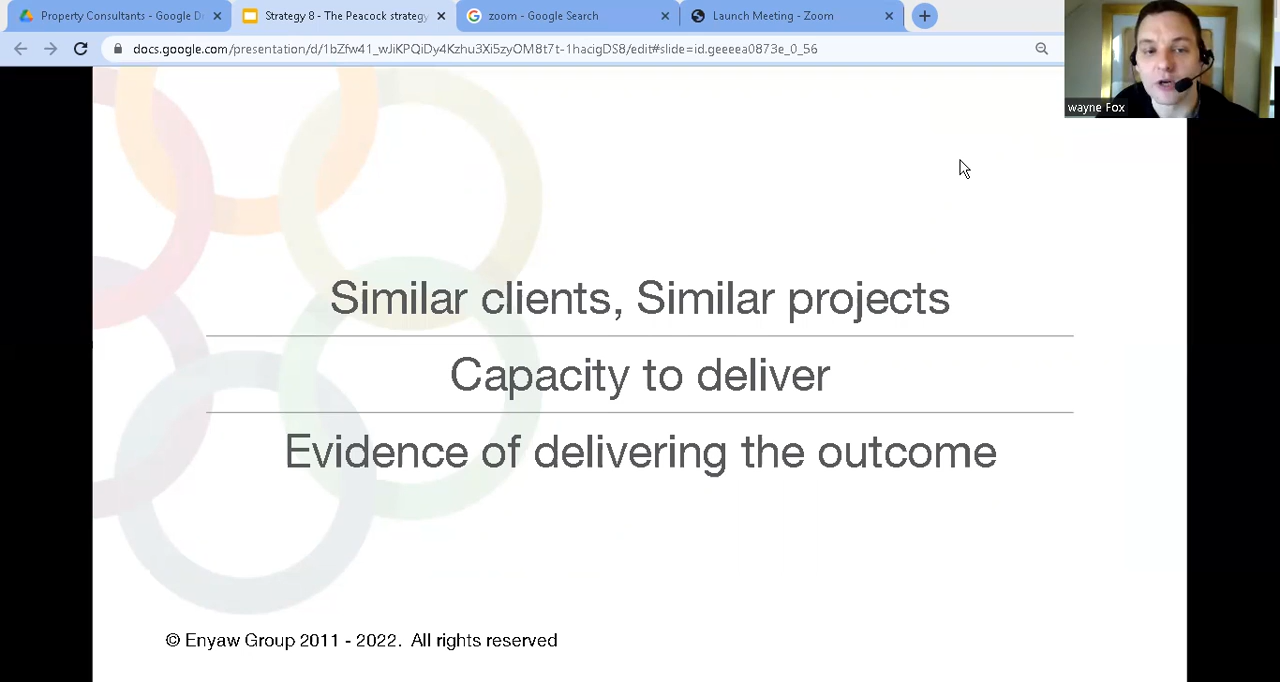 Property Consultants - Google Dr
Strategy 8 - The Peacock strategy
zoom - Google Search
Launch Meeting - Zoom
docs.google.com/presentation/d/1bZfw41_wJiKPQiDy4Kzhu3Xi5zyOM8t7t-1hacigDS8/edit#slide=id.geeeea0873e_0_56
wayne Fox
Similar clients, Similar projects
Capacity to deliver
Evidence of delivering the outcome
© Enyaw Group 2011 - 2022. All rights reserved